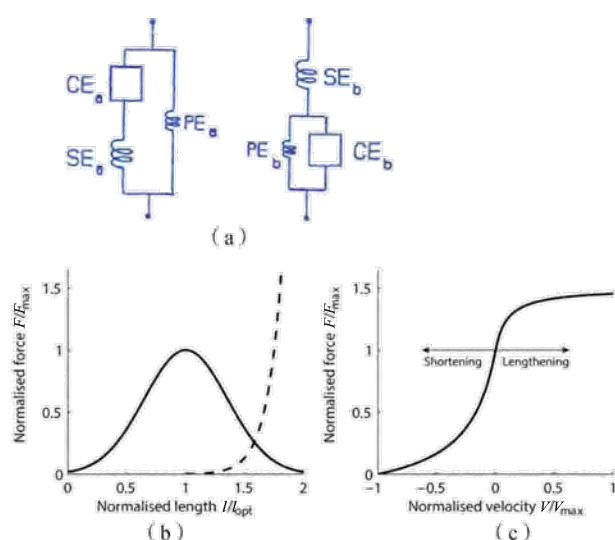 CEa
SEa
PEa
SEb
PEb
CEb
(a)
Normalised force F/Fmax
1.5
1
0.5
0
0
0.5
1
1.5
2
Normalised length l/lopt
(b)
Normalised force F/Fmax
1.5
1
0.5
0
Shortening
Lengthening
−1
−0.5
0
0.5
1
Normalised velocity V/Vmax
(c)